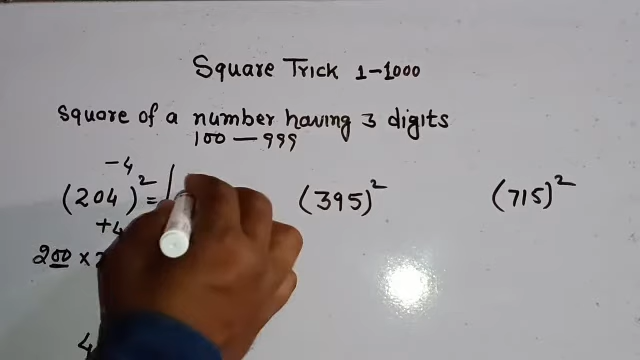 Square Trick 1-1000
Square of a number having 3 digits
100 — 999
-4
(204)² = (395)² (715)²
+4
200 ×
4